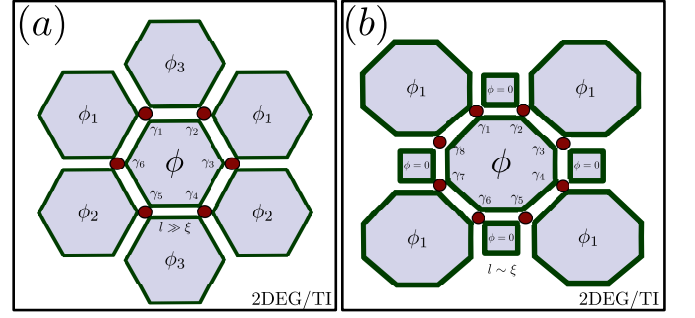 (a)
ϕ₃
ϕ₁ ϕ₁
γ₁ γ₂
γ₆ ϕ γ₃
γ₅ γ₄
ϕ₂ l ≫ ξ ϕ₂
ϕ₃
2DEG/TI
(b)
ϕ₁ ϕ = 0 ϕ₁
γ₁ γ₂
γ₈ γ₃
ϕ = 0 ϕ ϕ = 0
γ₇ γ₄
γ₆ γ₅
ϕ₁ ϕ = 0 ϕ₁
l ∼ ξ
2DEG/TI